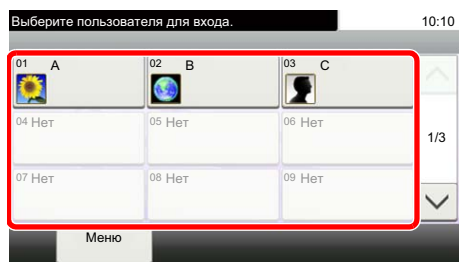 Выберите пользователя для входа. 10:10
01 A 02 B 03 C
04 Нет 05 Нет 06 Нет
1/3
07 Нет 08 Нет 09 Нет
Меню